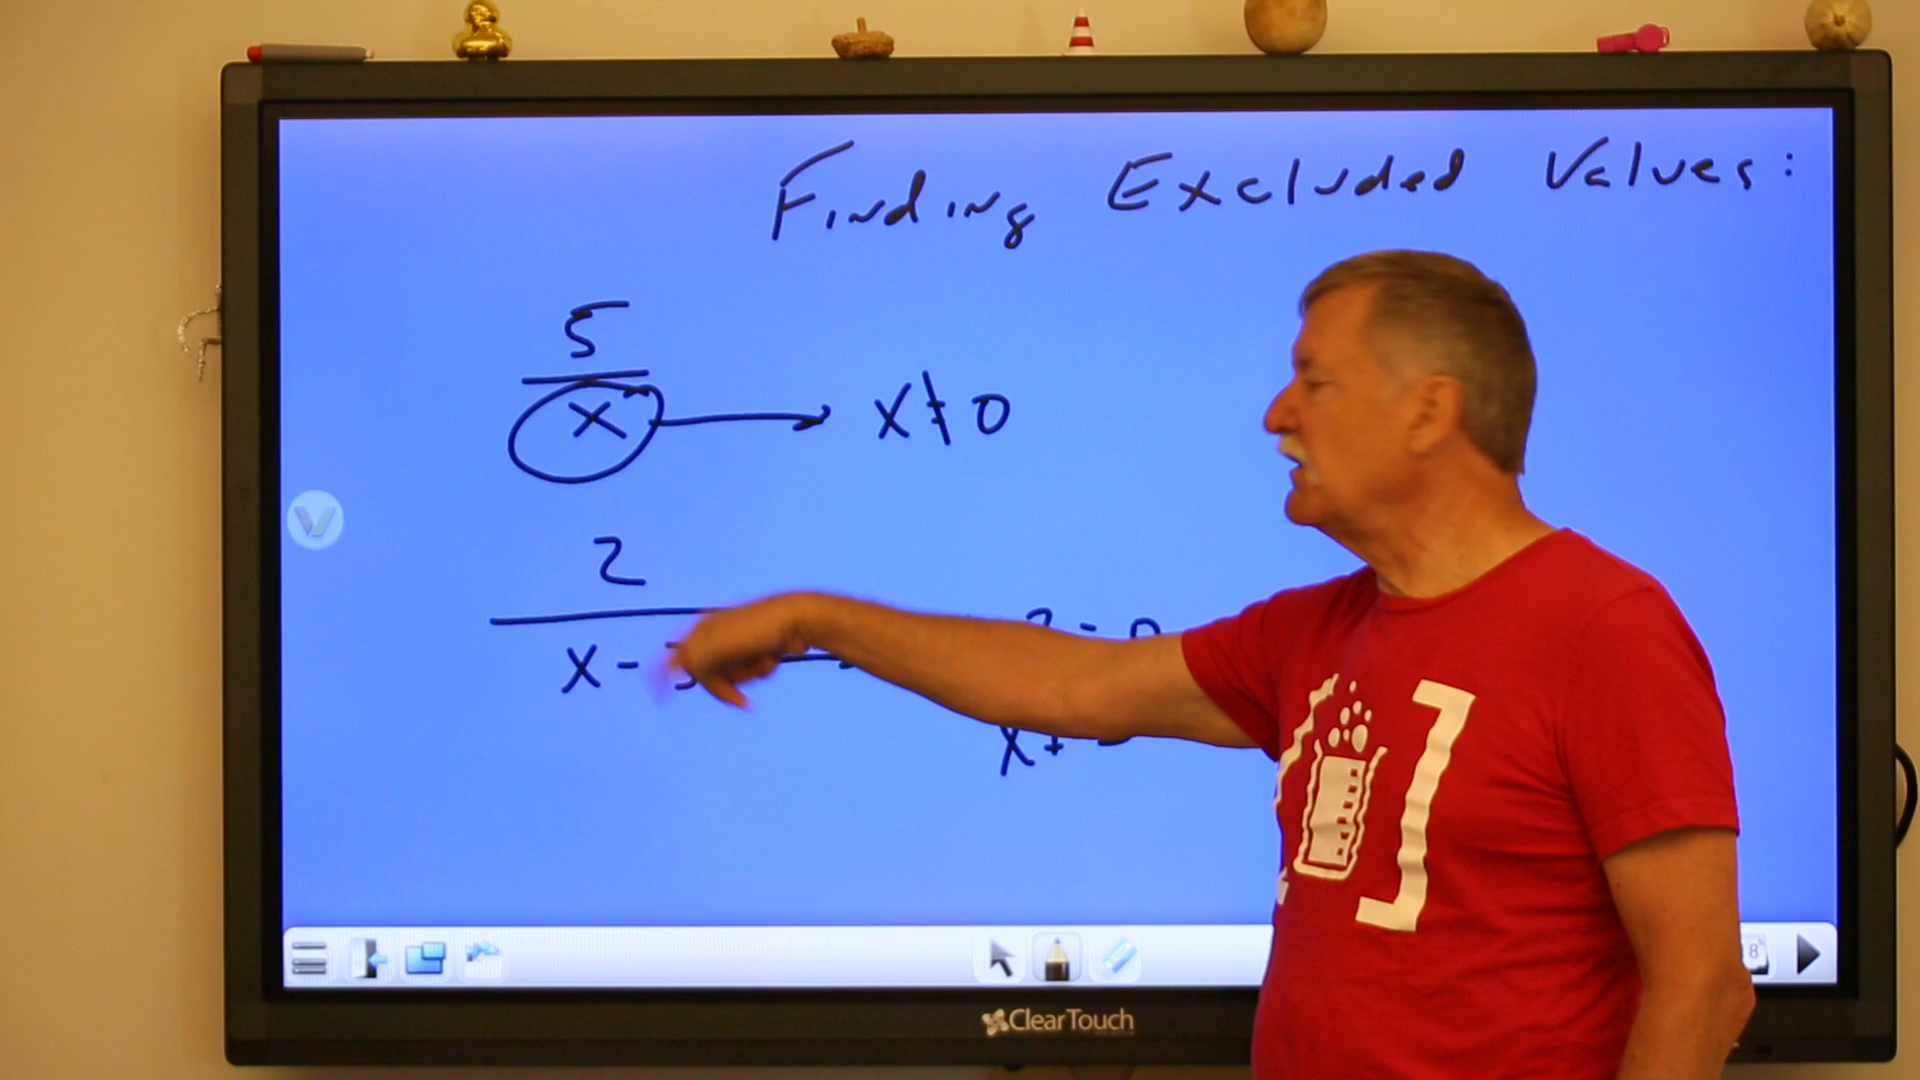 Finding Excluded Values:
5
x → x ≠ 0
2
x -
ClearTouch